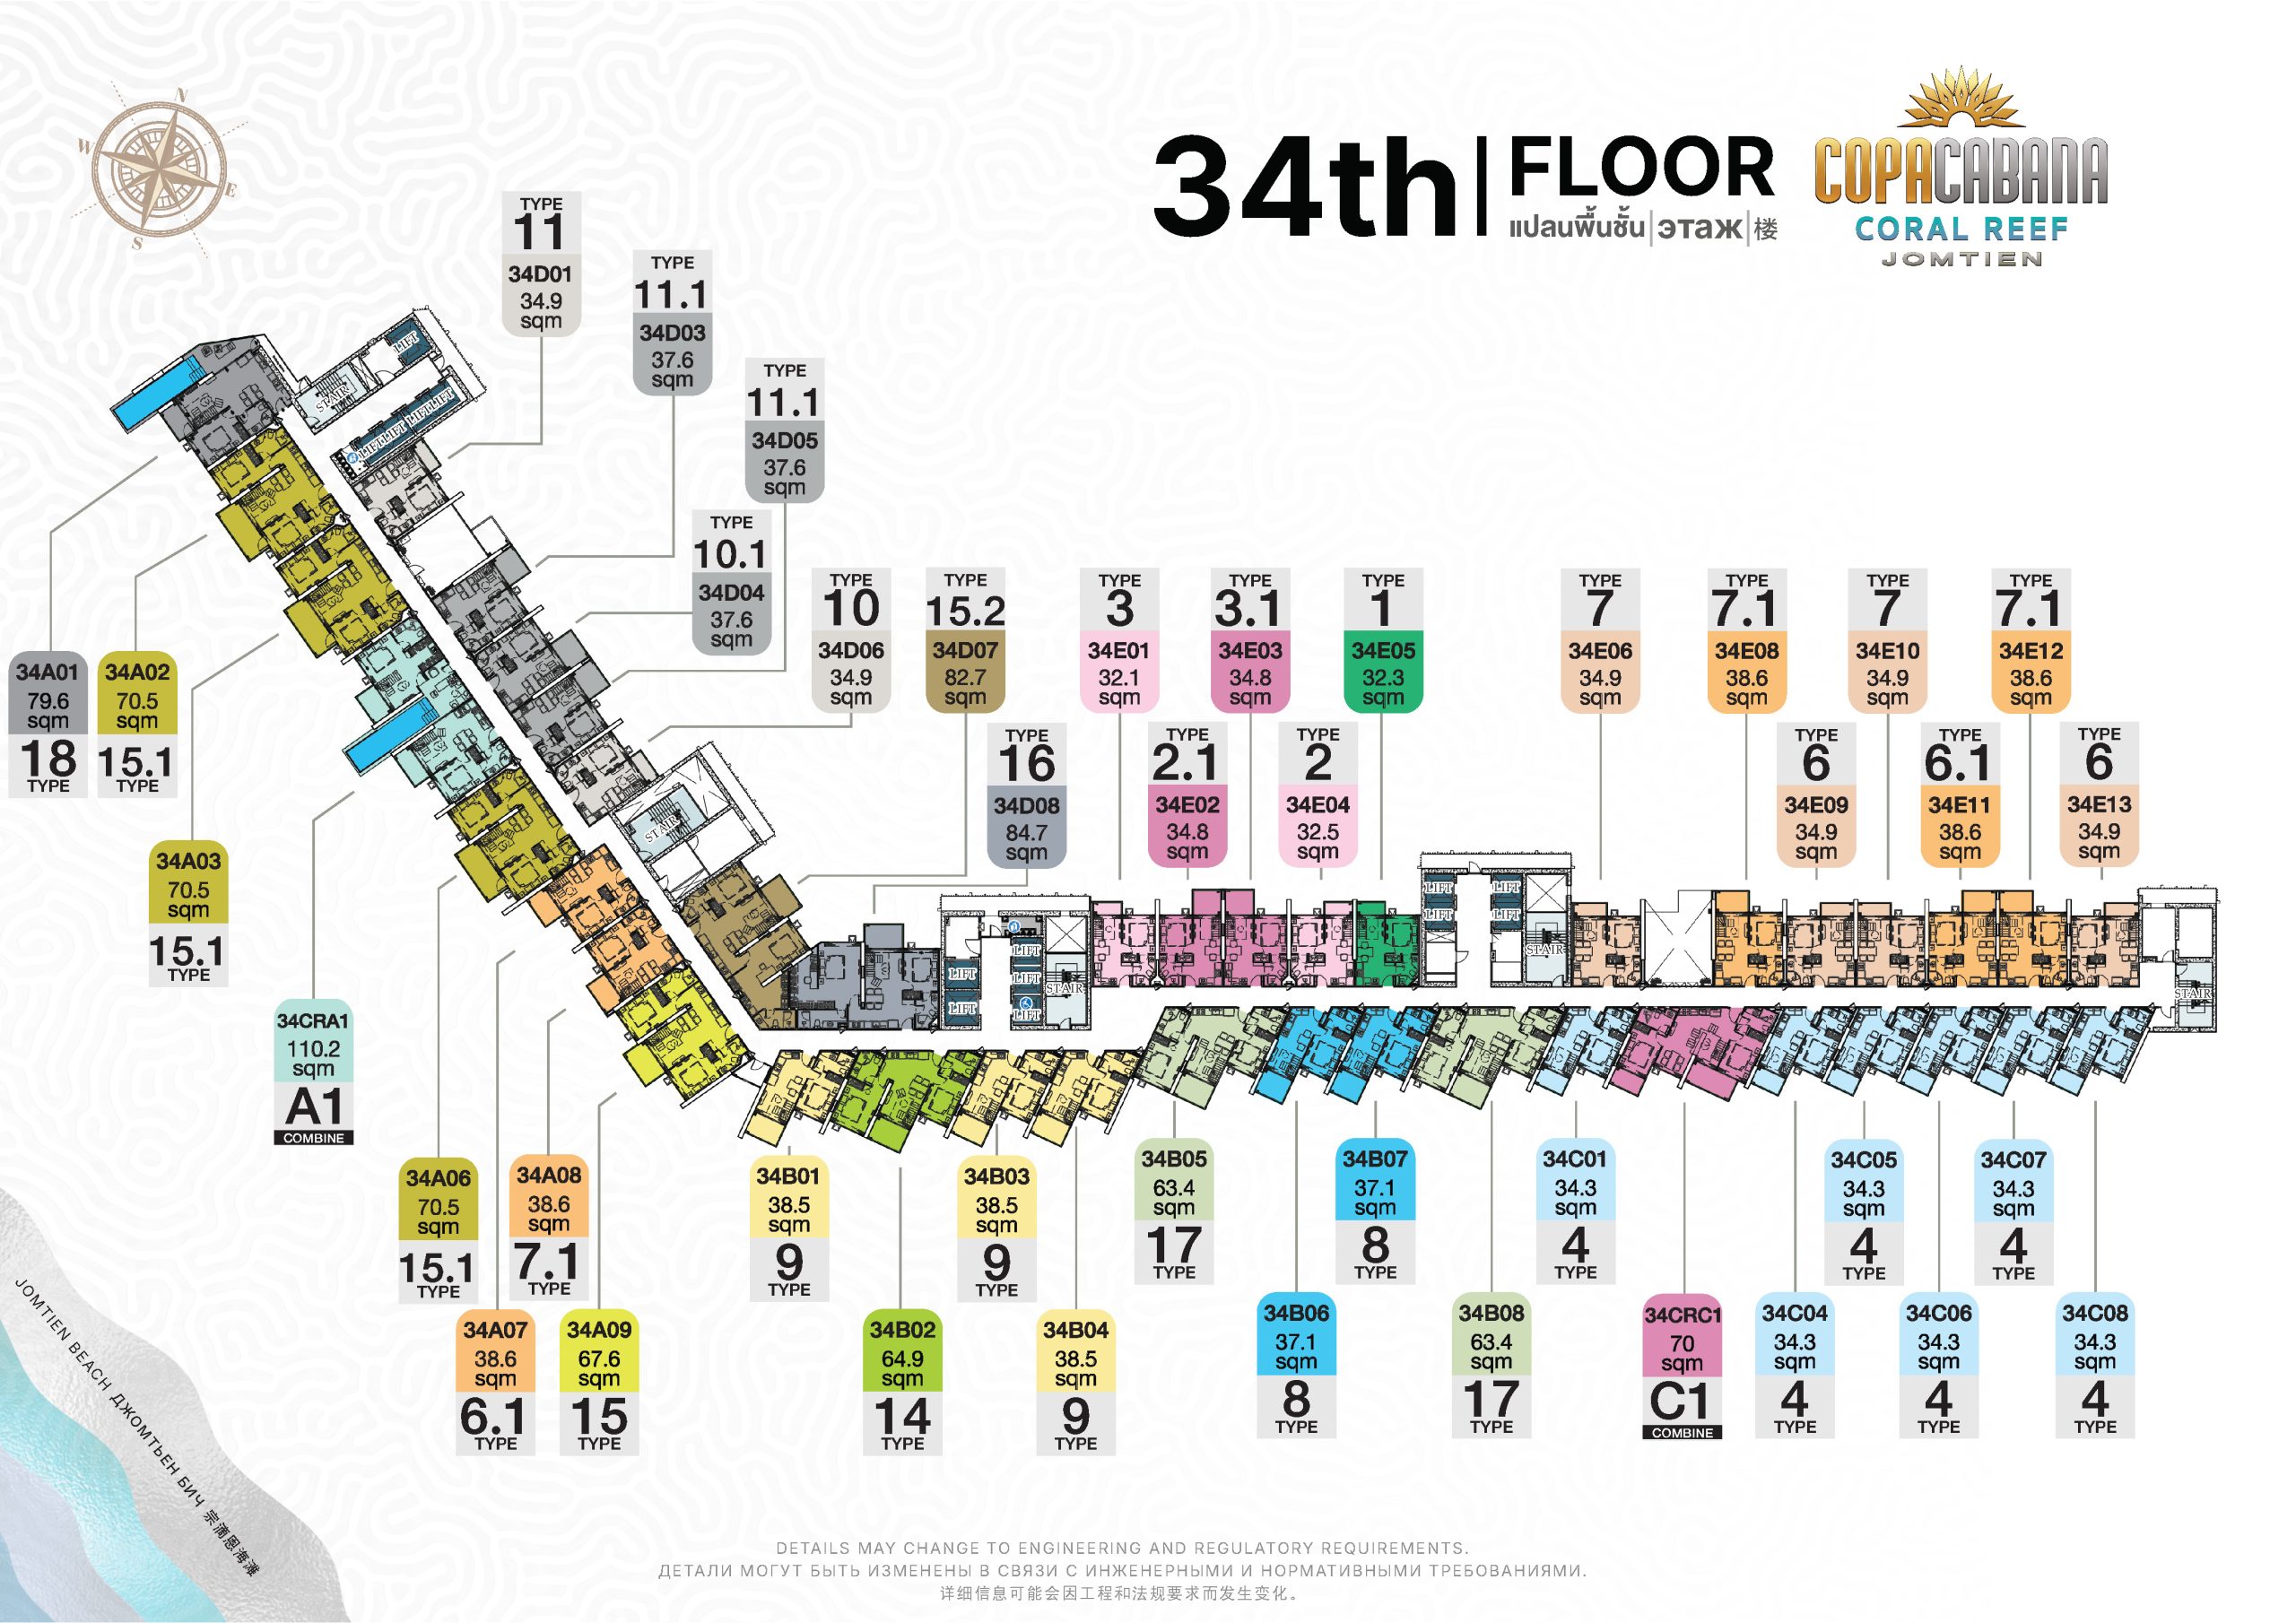 34th
FLOOR
แปลนพื้นชั้น|этаж|楼
COPACABANA
CORAL REEF
JOMTIEN
N
W
E
S
TYPE
11
34D01
34.9
sqm
TYPE
11.1
34D03
37.6
sqm
TYPE
11.1
34D05
37.6
sqm
TYPE
10.1
34D04
37.6
sqm
TYPE
10
34D06
34.9
sqm
TYPE
15.2
34D07
82.7
sqm
TYPE
16
34D08
84.7
sqm
TYPE
3
34E01
32.1
sqm
TYPE
2.1
34E02
34.8
sqm
TYPE
3.1
34E03
34.8
sqm
TYPE
2
34E04
32.5
sqm
TYPE
1
34E05
32.3
sqm
TYPE
7
34E06
34.9
sqm
TYPE
7.1
34E08
38.6
sqm
TYPE
6
34E09
34.9
sqm
TYPE
7
34E10
34.9
sqm
TYPE
6.1
34E11
38.6
sqm
TYPE
7.1
34E12
38.6
sqm
TYPE
6
34E13
34.9
sqm
LIFT
STAIR
LIFT LIFT LIFT LIFT
STAIR
LIFT
LIFT
LIFT
LIFT
LIFT
STAIR
LIFT
LIFT
LIFT
LIFT
STAIR
STAIR
34A01
79.6
sqm
18
TYPE
34A02
70.5
sqm
15.1
TYPE
34A03
70.5
sqm
15.1
TYPE
34CRA1
110.2
sqm
A1
COMBINE
34A06
70.5
sqm
15.1
TYPE
34A07
38.6
sqm
6.1
TYPE
34A08
38.6
sqm
7.1
TYPE
34A09
67.6
sqm
15
TYPE
34B01
38.5
sqm
9
TYPE
34B02
64.9
sqm
14
TYPE
34B03
38.5
sqm
9
TYPE
34B04
38.5
sqm
9
TYPE
34B05
63.4
sqm
17
TYPE
34B06
37.1
sqm
8
TYPE
34B07
37.1
sqm
8
TYPE
34B08
63.4
sqm
17
TYPE
34C01
34.3
sqm
4
TYPE
34CRC1
70
sqm
C1
COMBINE
34C04
34.3
sqm
4
TYPE
34C05
34.3
sqm
4
TYPE
34C06
34.3
sqm
4
TYPE
34C07
34.3
sqm
4
TYPE
34C08
34.3
sqm
4
TYPE
JOMTIEN BEACH ДЖОМТЬЕН БИЧ 宗滴恩海滩
DETAILS MAY CHANGE TO ENGINEERING AND REGULATORY REQUIREMENTS.
ДЕТАЛИ МОГУТ БЫТЬ ИЗМЕНЕНЫ В СВЯЗИ С ИНЖЕНЕРНЫМИ И НОРМАТИВНЫМИ ТРЕБОВАНИЯМИ.
详细信息可能会因工程和法规要求而发生变化。